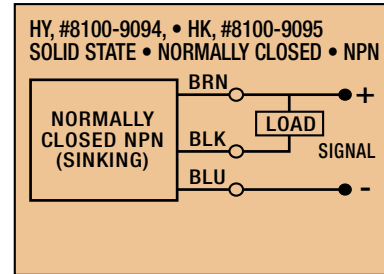 HY, #8100-9094, • HK, #8100-9095
SOLID STATE • NORMALLY CLOSED • NPN
BRN
+
NORMALLY
CLOSED NPN
(SINKING)
LOAD
BLK
SIGNAL
BLU
-